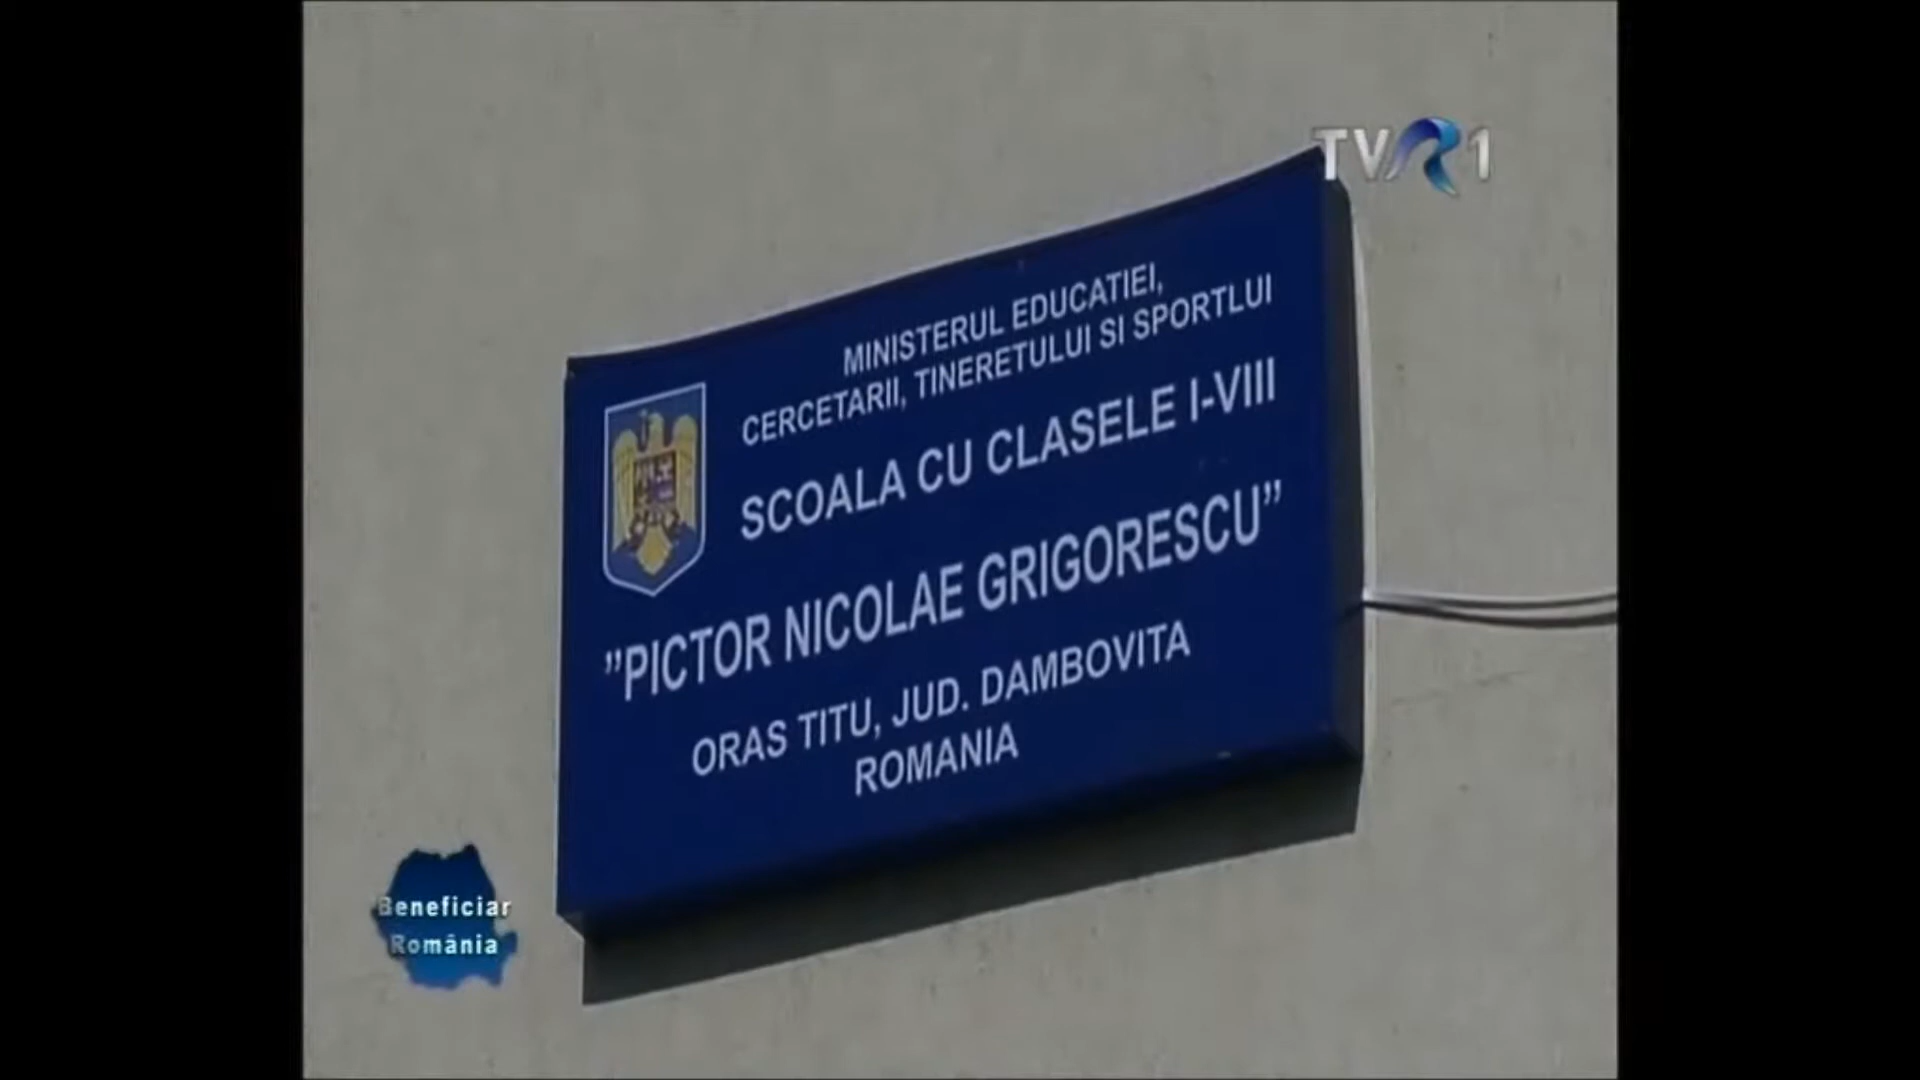 TVR1
MINISTERUL EDUCATIEI,
CERCETARII, TINERETULUI SI SPORTLUI
SCOALA CU CLASELE I-VIII
”PICTOR NICOLAE GRIGORESCU”
ORAS TITU, JUD. DAMBOVITA
ROMANIA
Beneficiar
România